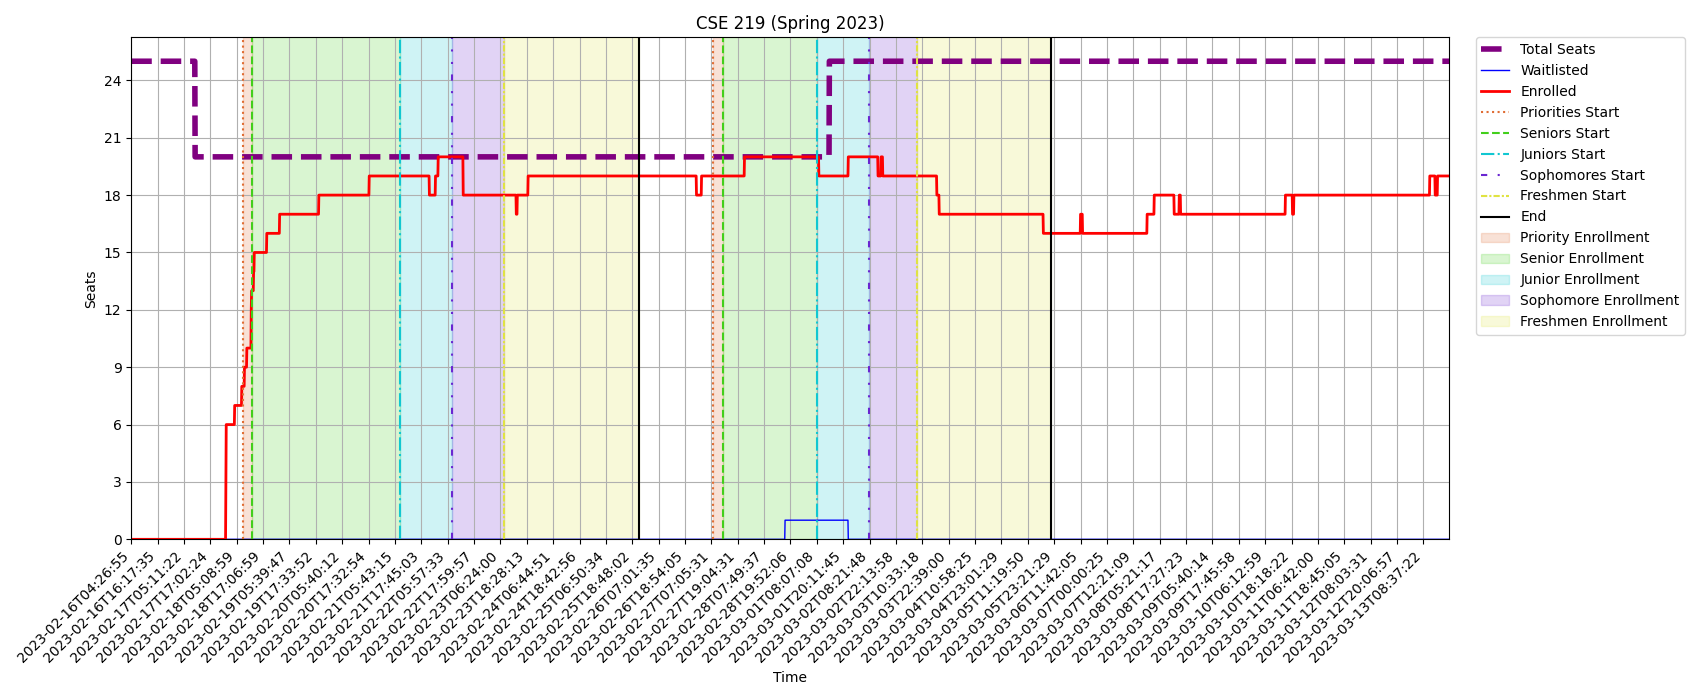 CSE 219 (Spring 2023)
Seats
24
21
18
15
12
9
6
3
0
2023-02-16T04:26:55
2023-02-16T16:17:35
2023-02-17T05:11:22
2023-02-17T17:02:24
2023-02-18T05:08:59
2023-02-18T17:06:59
2023-02-19T05:39:47
2023-02-19T17:33:52
2023-02-20T05:40:12
2023-02-20T17:32:54
2023-02-21T05:43:15
2023-02-21T17:45:03
2023-02-22T05:57:33
2023-02-22T17:59:57
2023-02-23T06:24:00
2023-02-23T18:28:13
2023-02-24T06:44:51
2023-02-24T18:42:56
2023-02-25T06:50:34
2023-02-25T18:48:02
2023-02-26T07:01:35
2023-02-26T18:54:05
2023-02-27T07:05:31
2023-02-27T19:04:31
2023-02-28T07:49:37
2023-02-28T19:52:06
2023-03-01T08:07:08
2023-03-01T20:11:45
2023-03-02T08:21:48
2023-03-02T22:13:58
2023-03-03T10:33:18
2023-03-03T22:39:00
2023-03-04T10:58:25
2023-03-04T23:01:29
2023-03-05T11:19:50
2023-03-05T23:21:29
2023-03-06T11:42:05
2023-03-07T00:00:25
2023-03-07T12:21:09
2023-03-08T05:21:17
2023-03-08T17:27:23
2023-03-09T05:40:14
2023-03-09T17:45:58
2023-03-10T06:12:59
2023-03-10T18:18:22
2023-03-11T06:42:00
2023-03-11T18:45:05
2023-03-12T08:03:31
2023-03-12T20:06:57
2023-03-13T08:37:22
Time
Total Seats
Waitlisted
Enrolled
Priorities Start
Seniors Start
Juniors Start
Sophomores Start
Freshmen Start
End
Priority Enrollment
Senior Enrollment
Junior Enrollment
Sophomore Enrollment
Freshmen Enrollment